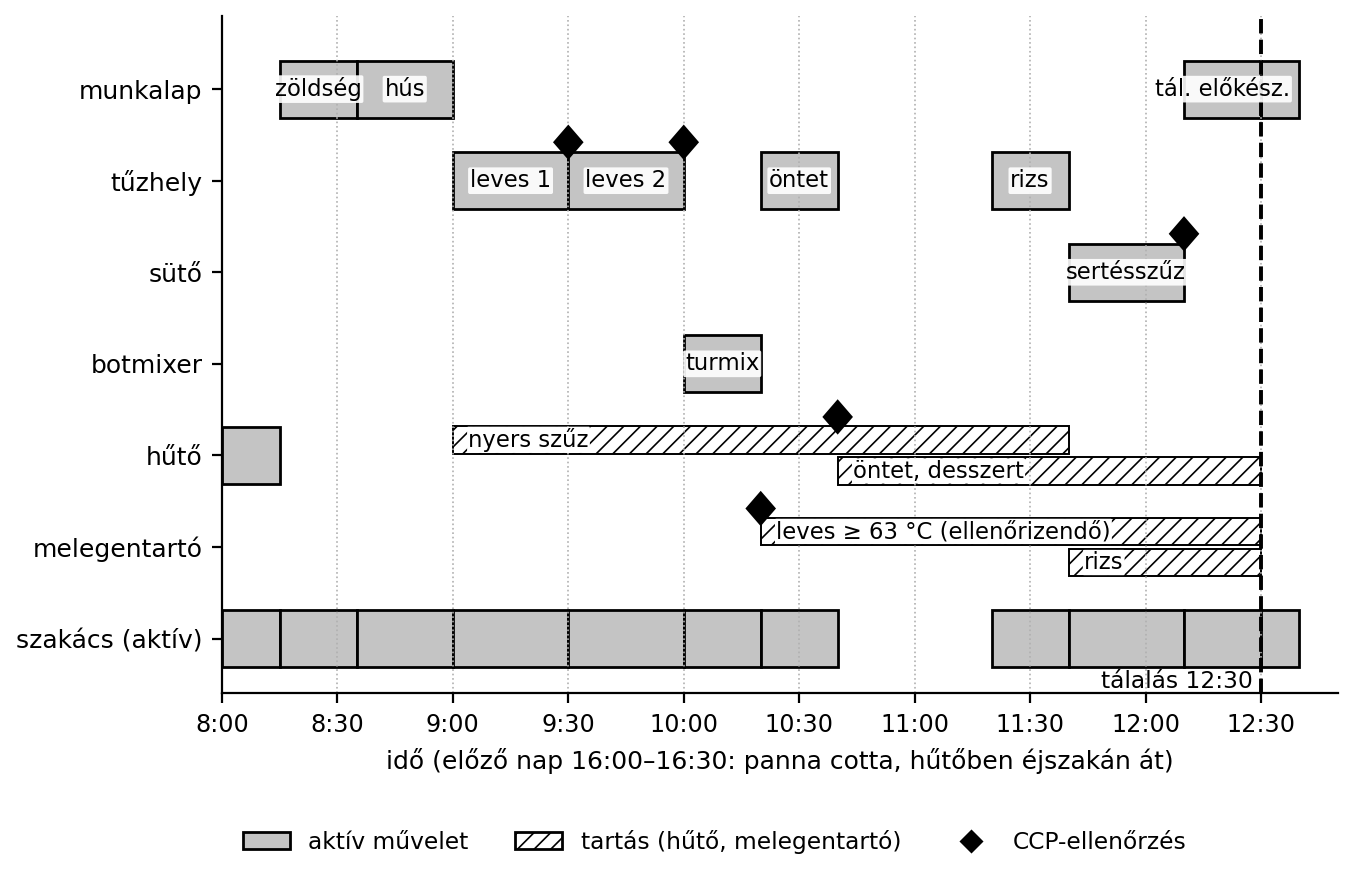 munkalap
zöldség
hús
tál. előkész.
tűzhely
leves 1
leves 2
öntet
rizs
sütő
sertésszűz
botmixer
turmix
hűtő
nyers szűz
öntet, desszert
melegentartó
leves ≥ 63 °C (ellenőrizendő)
rizs
szakács (aktív)
tálalás 12:30
8:00 8:30 9:00 9:30 10:00 10:30 11:00 11:30 12:00 12:30
idő (előző nap 16:00–16:30: panna cotta, hűtőben éjszakán át)
aktív művelet
tartás (hűtő, melegentartó)
CCP-ellenőrzés